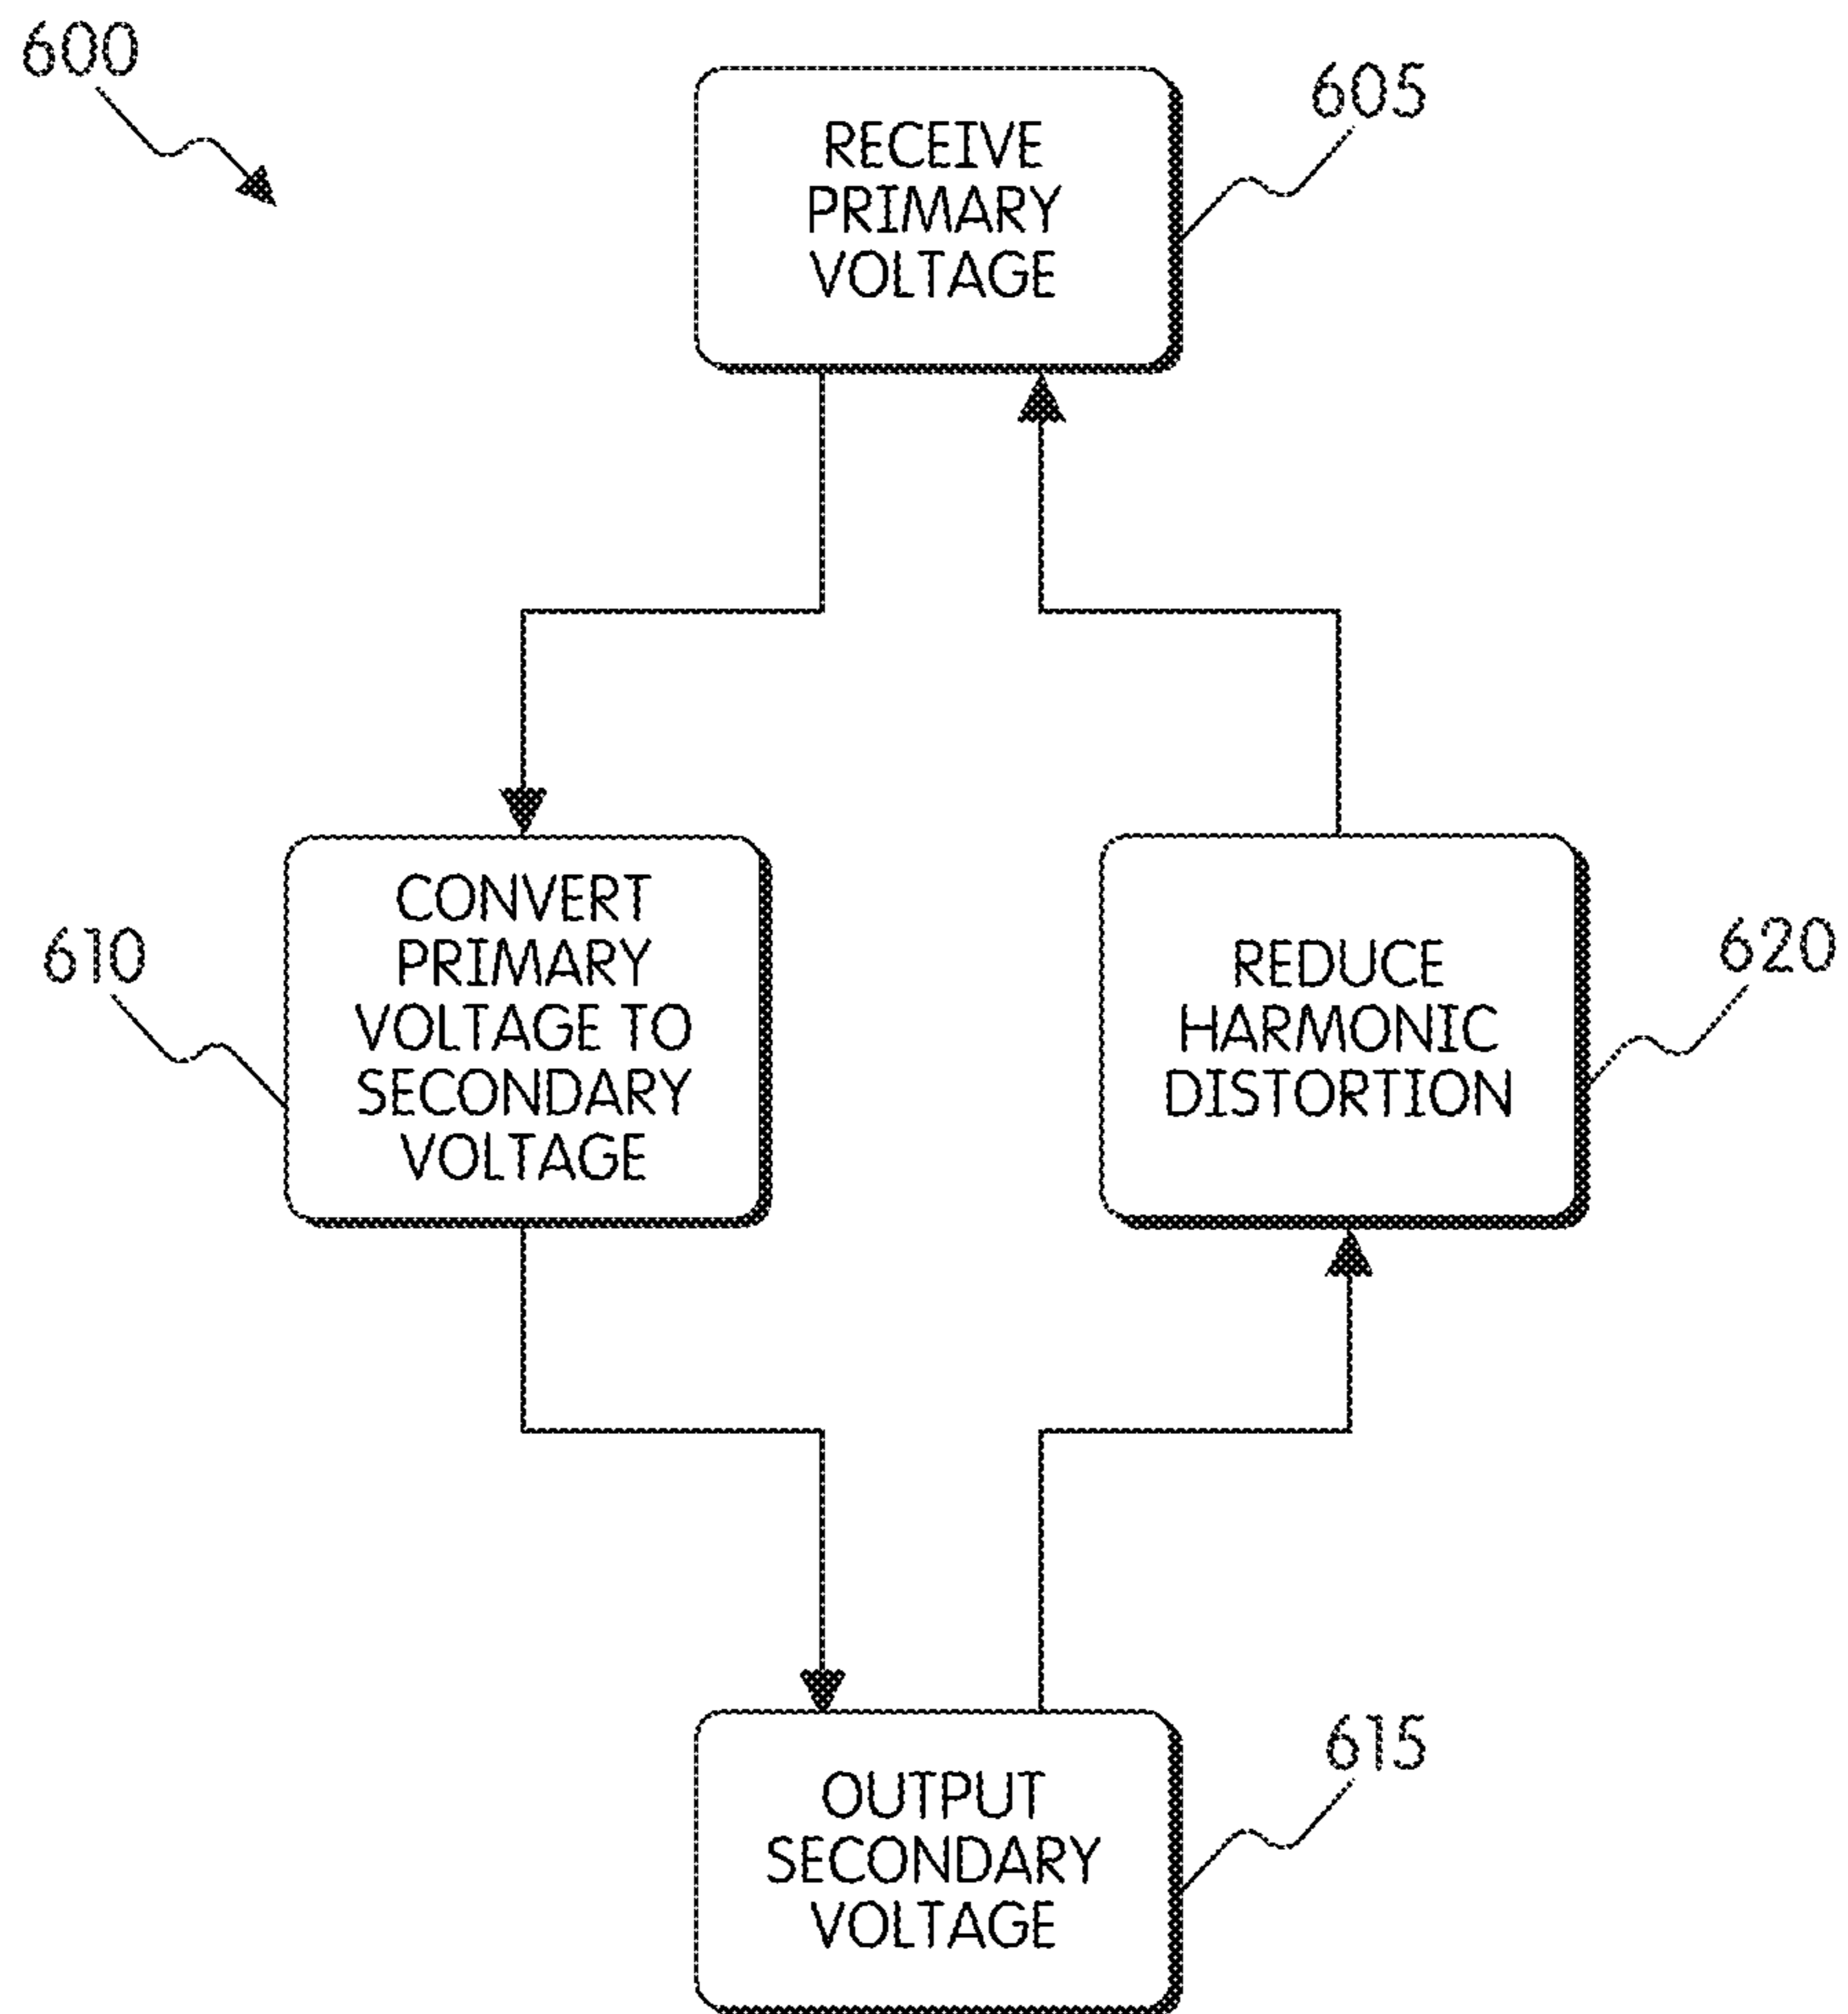 600
RECEIVE
PRIMARY
VOLTAGE
605
CONVERT
PRIMARY
VOLTAGE TO
SECONDARY
VOLTAGE
610
REDUCE
HARMONIC
DISTORTION
620
OUTPUT
SECONDARY
VOLTAGE
615